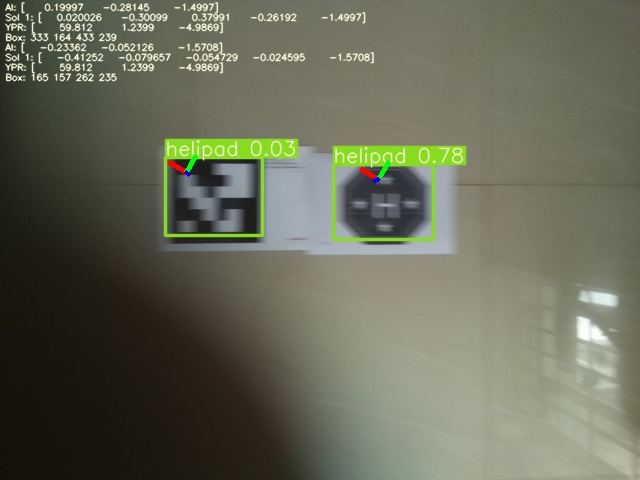 AI: [ 0.19997 -0.28145 -1.4997]
Sol 1: [ 0.020026 -0.30099 0.37991 -0.26192 -1.4997]
YPR: [ 59.812 1.2399 -4.9869]
Box: 333 164 433 239
AI: [ -0.23362 -0.052126 -1.5708]
Sol 1: [ -0.41252 -0.079657 -0.054729 -0.024595 -1.5708]
YPR: [ 59.812 1.2399 -4.9869]
Box: 165 157 262 235
helipad 0.03
helipad 0.78
H